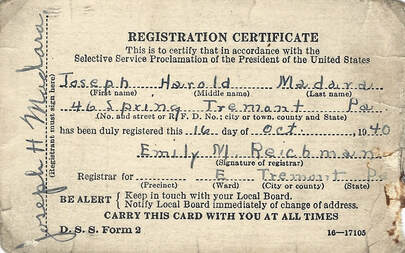 REGISTRATION CERTIFICATE
This is to certify that in accordance with the
Selective Service Proclamation of the President of the United States
Joseph Harold Madara
(First name) (Middle name) (Last name)
46 Spring Tremont Pa
(No. and street or R. F. D. No.; city or town, county and State)
has been duly registered this 16 day of Oct. 1940
Emily M Reichman
(Signature of registrar)
Registrar for E. Tremont Pa
(Precinct) (Ward) (City or county) (State)
BE ALERT { Keep in touch with your Local Board.
Notify Local Board immediately of change of address.
CARRY THIS CARD WITH YOU AT ALL TIMES
D. S. S. Form 2 16—17105
Joseph H Madara
(Registrant must sign here)